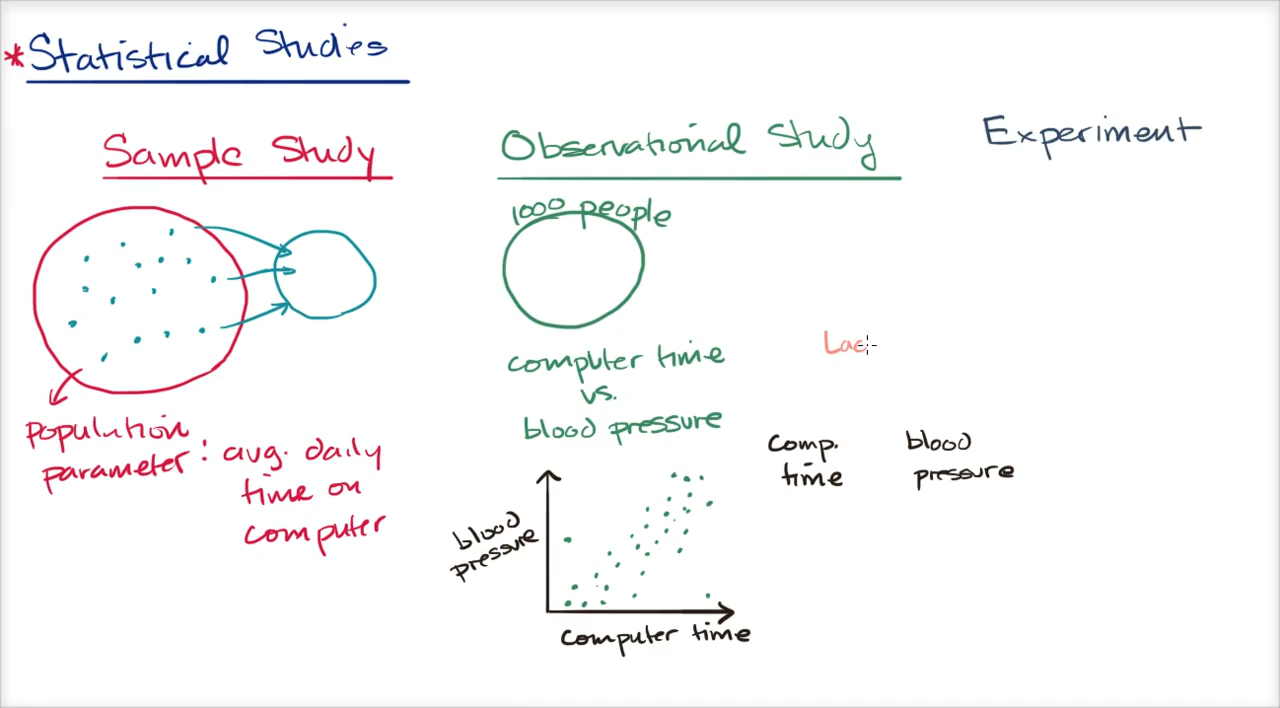 *Statistical Studies
Sample Study
Observational Study
Experiment
1000 people
computer time
vs.
blood pressure
Lac
population
parameter : avg. daily
time on
computer
Comp.
time
blood
pressure
blood
pressure
computer time